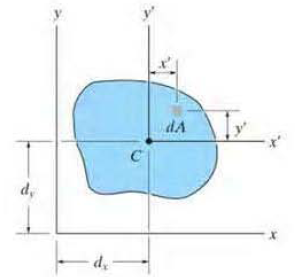 y y'
x'
dA y'
C x'
d_y
x
d_x